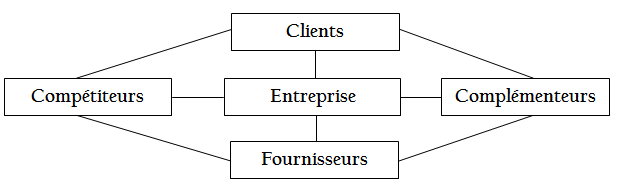 Clients
Compétiteurs
Entreprise
Complémenteurs
Fournisseurs